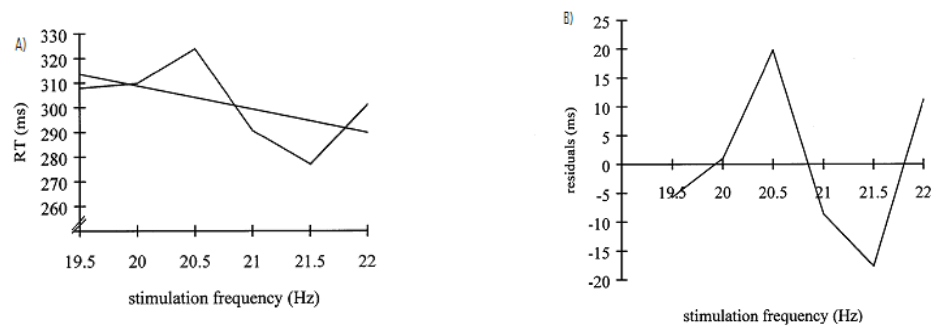 A)
330
320
310
300
290
280
270
260
RT (ms)
19.5 20 20.5 21 21.5 22
stimulation frequency (Hz)
B)
25
20
15
10
5
0
-5
-10
-15
-20
residuals (ms)
19.5 20 20.5 21 21.5 22
stimulation frequency (Hz)